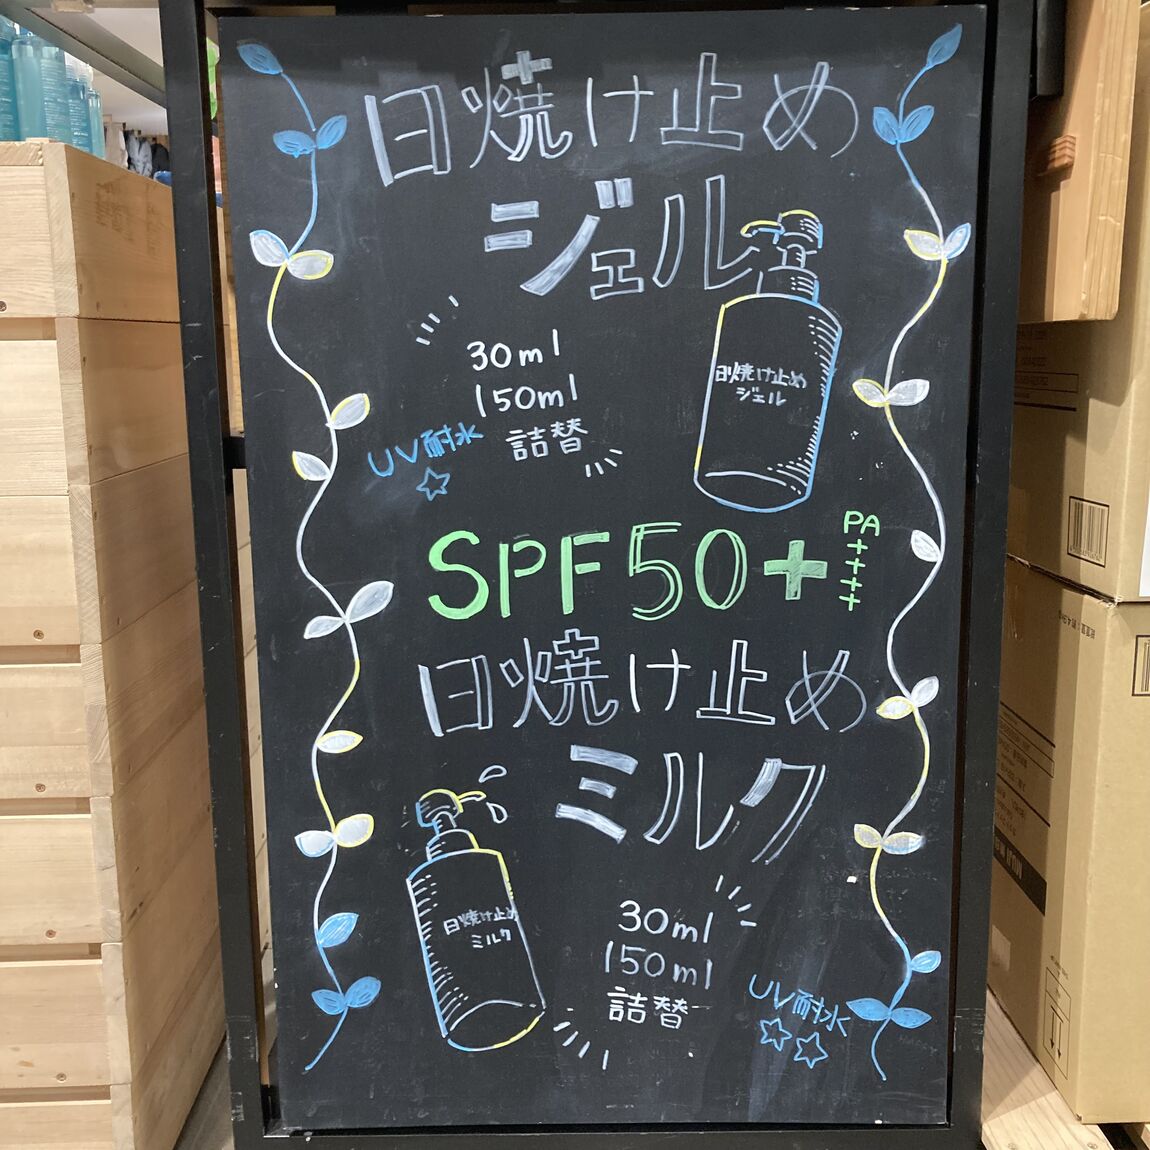 日焼け止め
ジェル
日焼け止め
ジェル
30ml
150ml
詰替
UV耐水
☆
SPF50+
PA
++++
日焼け止め
ミルク
日焼け止め
ミルク
30ml
150ml
詰替
UV耐水
☆☆